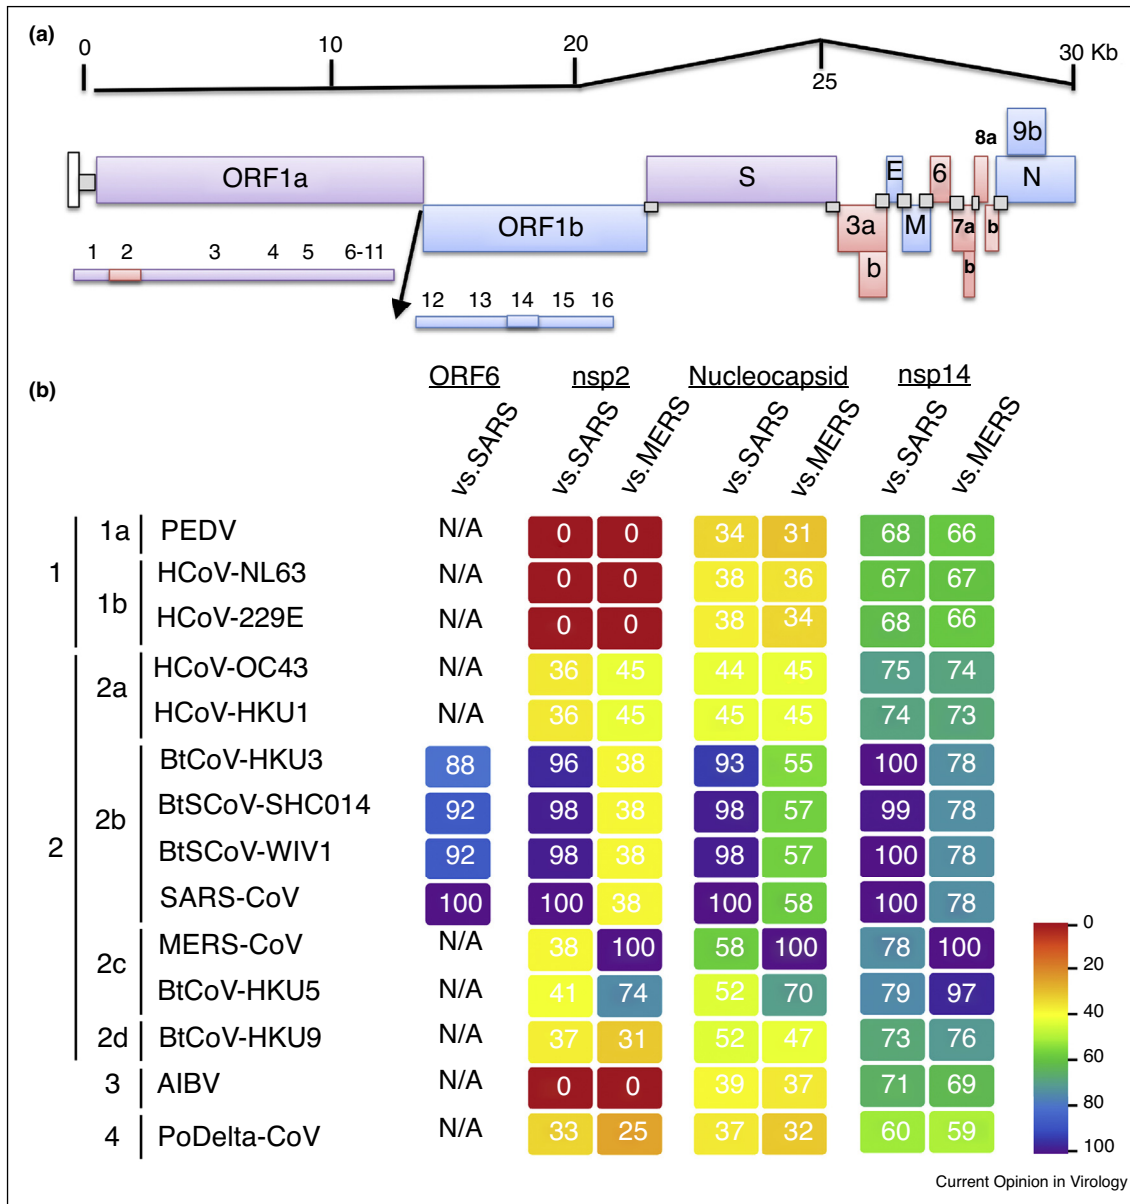 (a)
0 10 20 25 30 Kb
ORF1a ORF1b S 3a b E M 6 7a b 8a b 9b N
1 2 3 4 5 6-11
12 13 14 15 16
(b)
ORF6 nsp2 Nucleocapsid nsp14
vs.SARS vs.SARS vs.MERS vs.SARS vs.MERS vs.SARS vs.MERS
1 1a PEDV N/A 0 0 34 31 68 66
1b HCoV-NL63 N/A 0 0 38 36 67 67
HCoV-229E N/A 0 0 38 34 68 66
2 2a HCoV-OC43 N/A 36 45 44 45 75 74
HCoV-HKU1 N/A 36 45 45 45 74 73
2b BtCoV-HKU3 88 96 38 93 55 100 78
BtSCoV-SHC014 92 98 38 98 57 99 78
BtSCoV-WIV1 92 98 38 98 57 100 78
SARS-CoV 100 100 38 100 58 100 78
2c MERS-CoV N/A 38 100 58 100 78 100
BtCoV-HKU5 N/A 41 74 52 70 79 97
2d BtCoV-HKU9 N/A 37 31 52 47 73 76
3 AIBV N/A 0 0 39 37 71 69
4 PoDelta-CoV N/A 33 25 37 32 60 59
0
20
40
60
80
100
Current Opinion in Virology